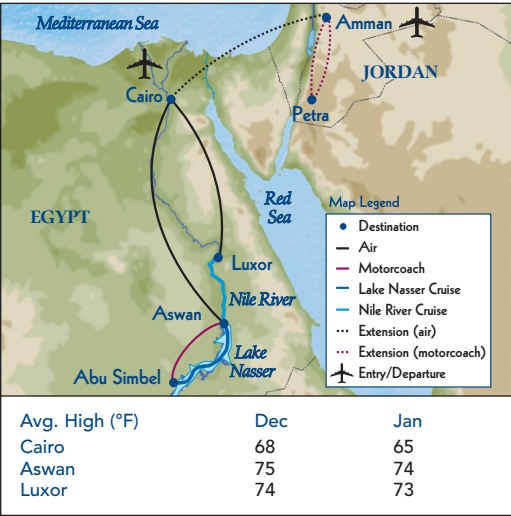 Mediterranean Sea
Amman
JORDAN
Cairo
Petra
Red
Sea
EGYPT
Luxor
Nile River
Aswan
Lake
Nasser
Abu Simbel
Map Legend
Destination
Air
Motorcoach
Lake Nasser Cruise
Nile River Cruise
Extension (air)
Extension (motorcoach)
Entry/Departure
Avg. High (°F) Dec Jan
Cairo 68 65
Aswan 75 74
Luxor 74 73